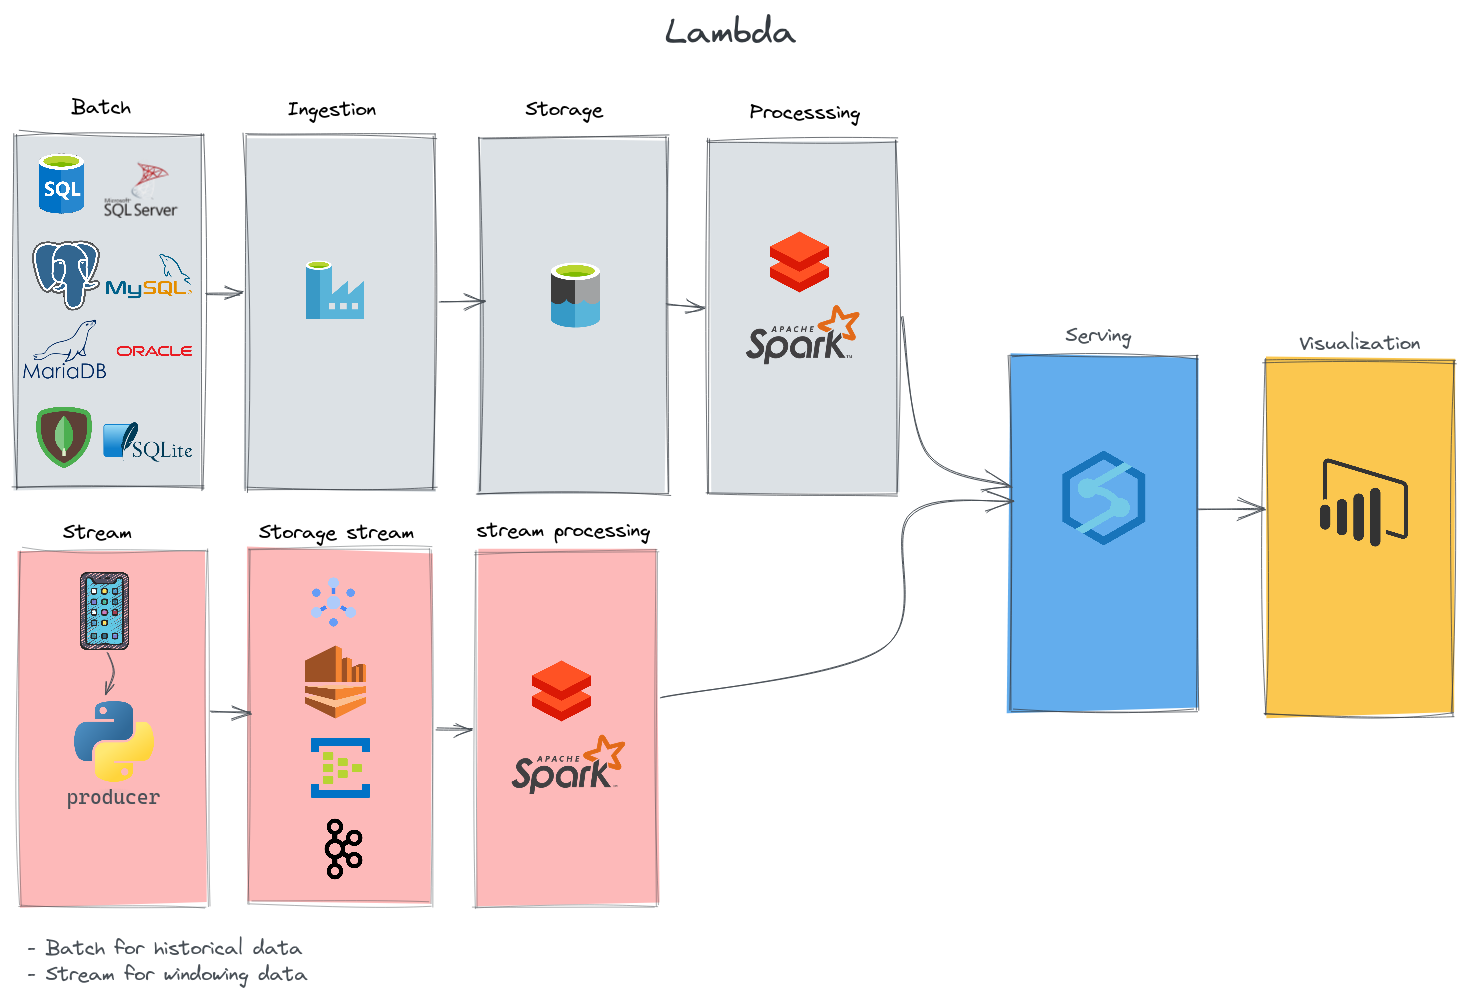 Lambda
Batch
Ingestion
Storage
Processsing
SQL
Microsoft
SQL Server
MySQL
MariaDB
ORACLE
SQLite
APACHE
Spark
TM
Serving
Visualization
Stream
Storage stream
stream processing
producer
APACHE
Spark
- Batch for historical data
- Stream for windowing data